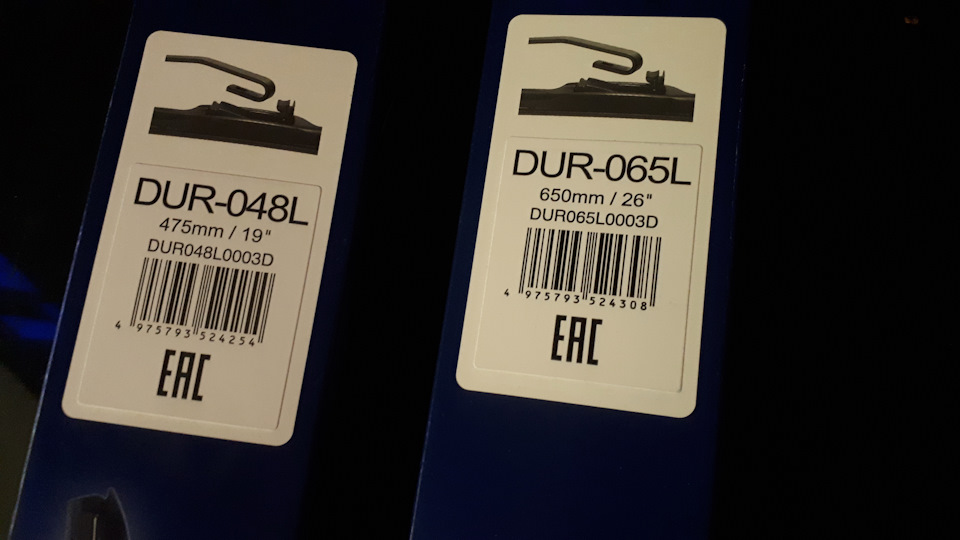 DUR-048L
475mm / 19"
DUR048L0003D
4 975793 524254
EAC
DUR-065L
650mm / 26"
DUR065L0003D
4 975793 524308
EAC